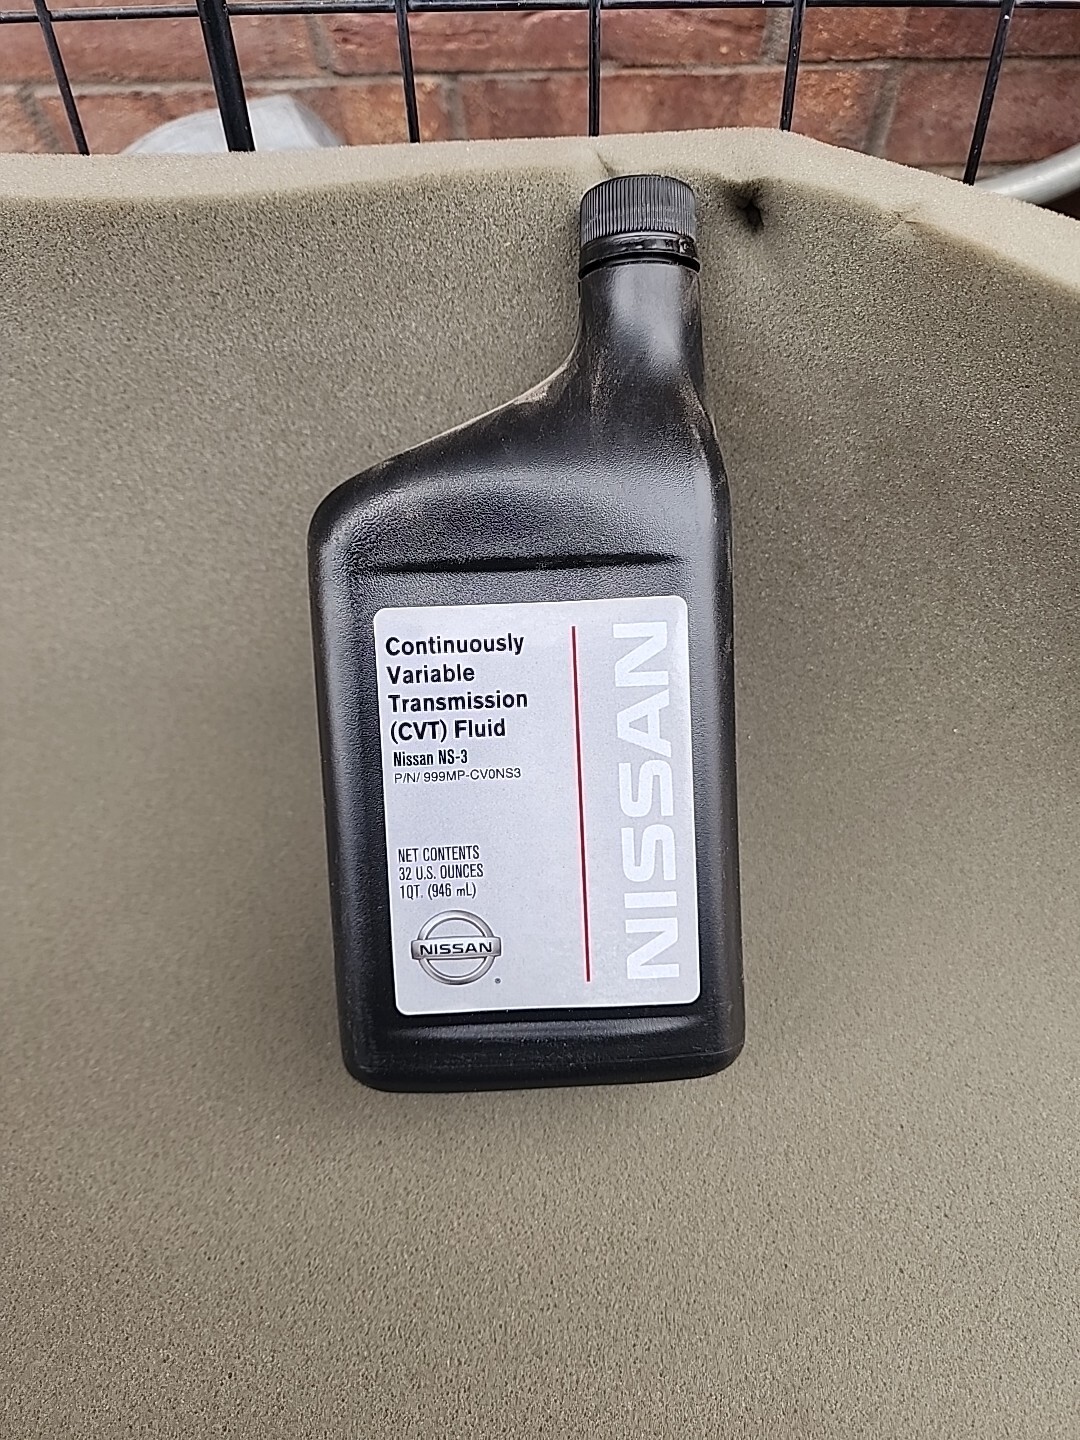 Continuously
Variable
Transmission
(CVT) Fluid
Nissan NS-3
P/N/ 999MP-CV0NS3
NET CONTENTS
32 U.S. OUNCES
1QT. (946 mL)
NISSAN
®
NISSAN